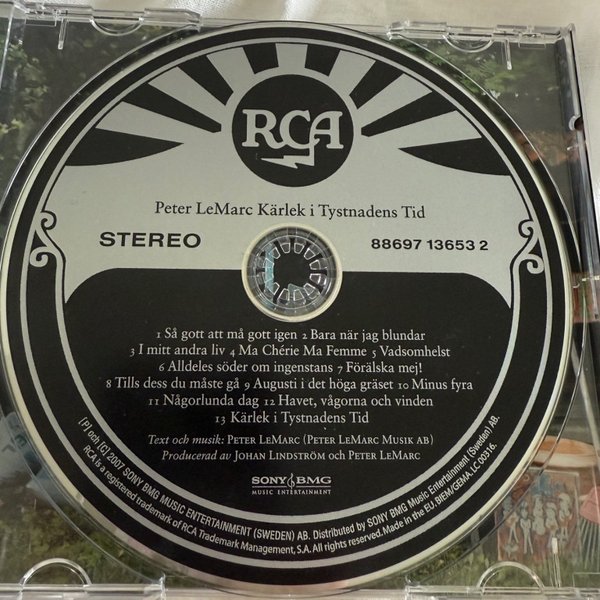 RCA
Peter LeMarc Kärlek i Tystnadens Tid
STEREO
88697 13653 2
1 Så gott att må gott igen 2 Bara när jag blundar
3 I mitt andra liv 4 Ma Chérie Ma Femme 5 Vadsomhelst
6 Alldeles söder om ingenstans 7 Förälska mej!
8 Tills dess du måste gå 9 Augusti i det höga gräset 10 Minus fyra
11 Någorlunda dag 12 Havet, vågorna och vinden
13 Kärlek i Tystnadens Tid
Text och musik: Peter LeMarc (Peter LeMarc Musik AB)
Producerad av Johan Lindström och Peter LeMarc
SONY BMG
MUSIC ENTERTAINMENT
[P] och [C] 2007 SONY BMG MUSIC ENTERTAINMENT (SWEDEN) AB. Distributed by SONY BMG Music Entertainment (Sweden) AB.
RCA is a registered trademark of RCA Trademark Management, S.A. All rights reserved. Made in the EU. BIEM/GEMA. LC 00316.